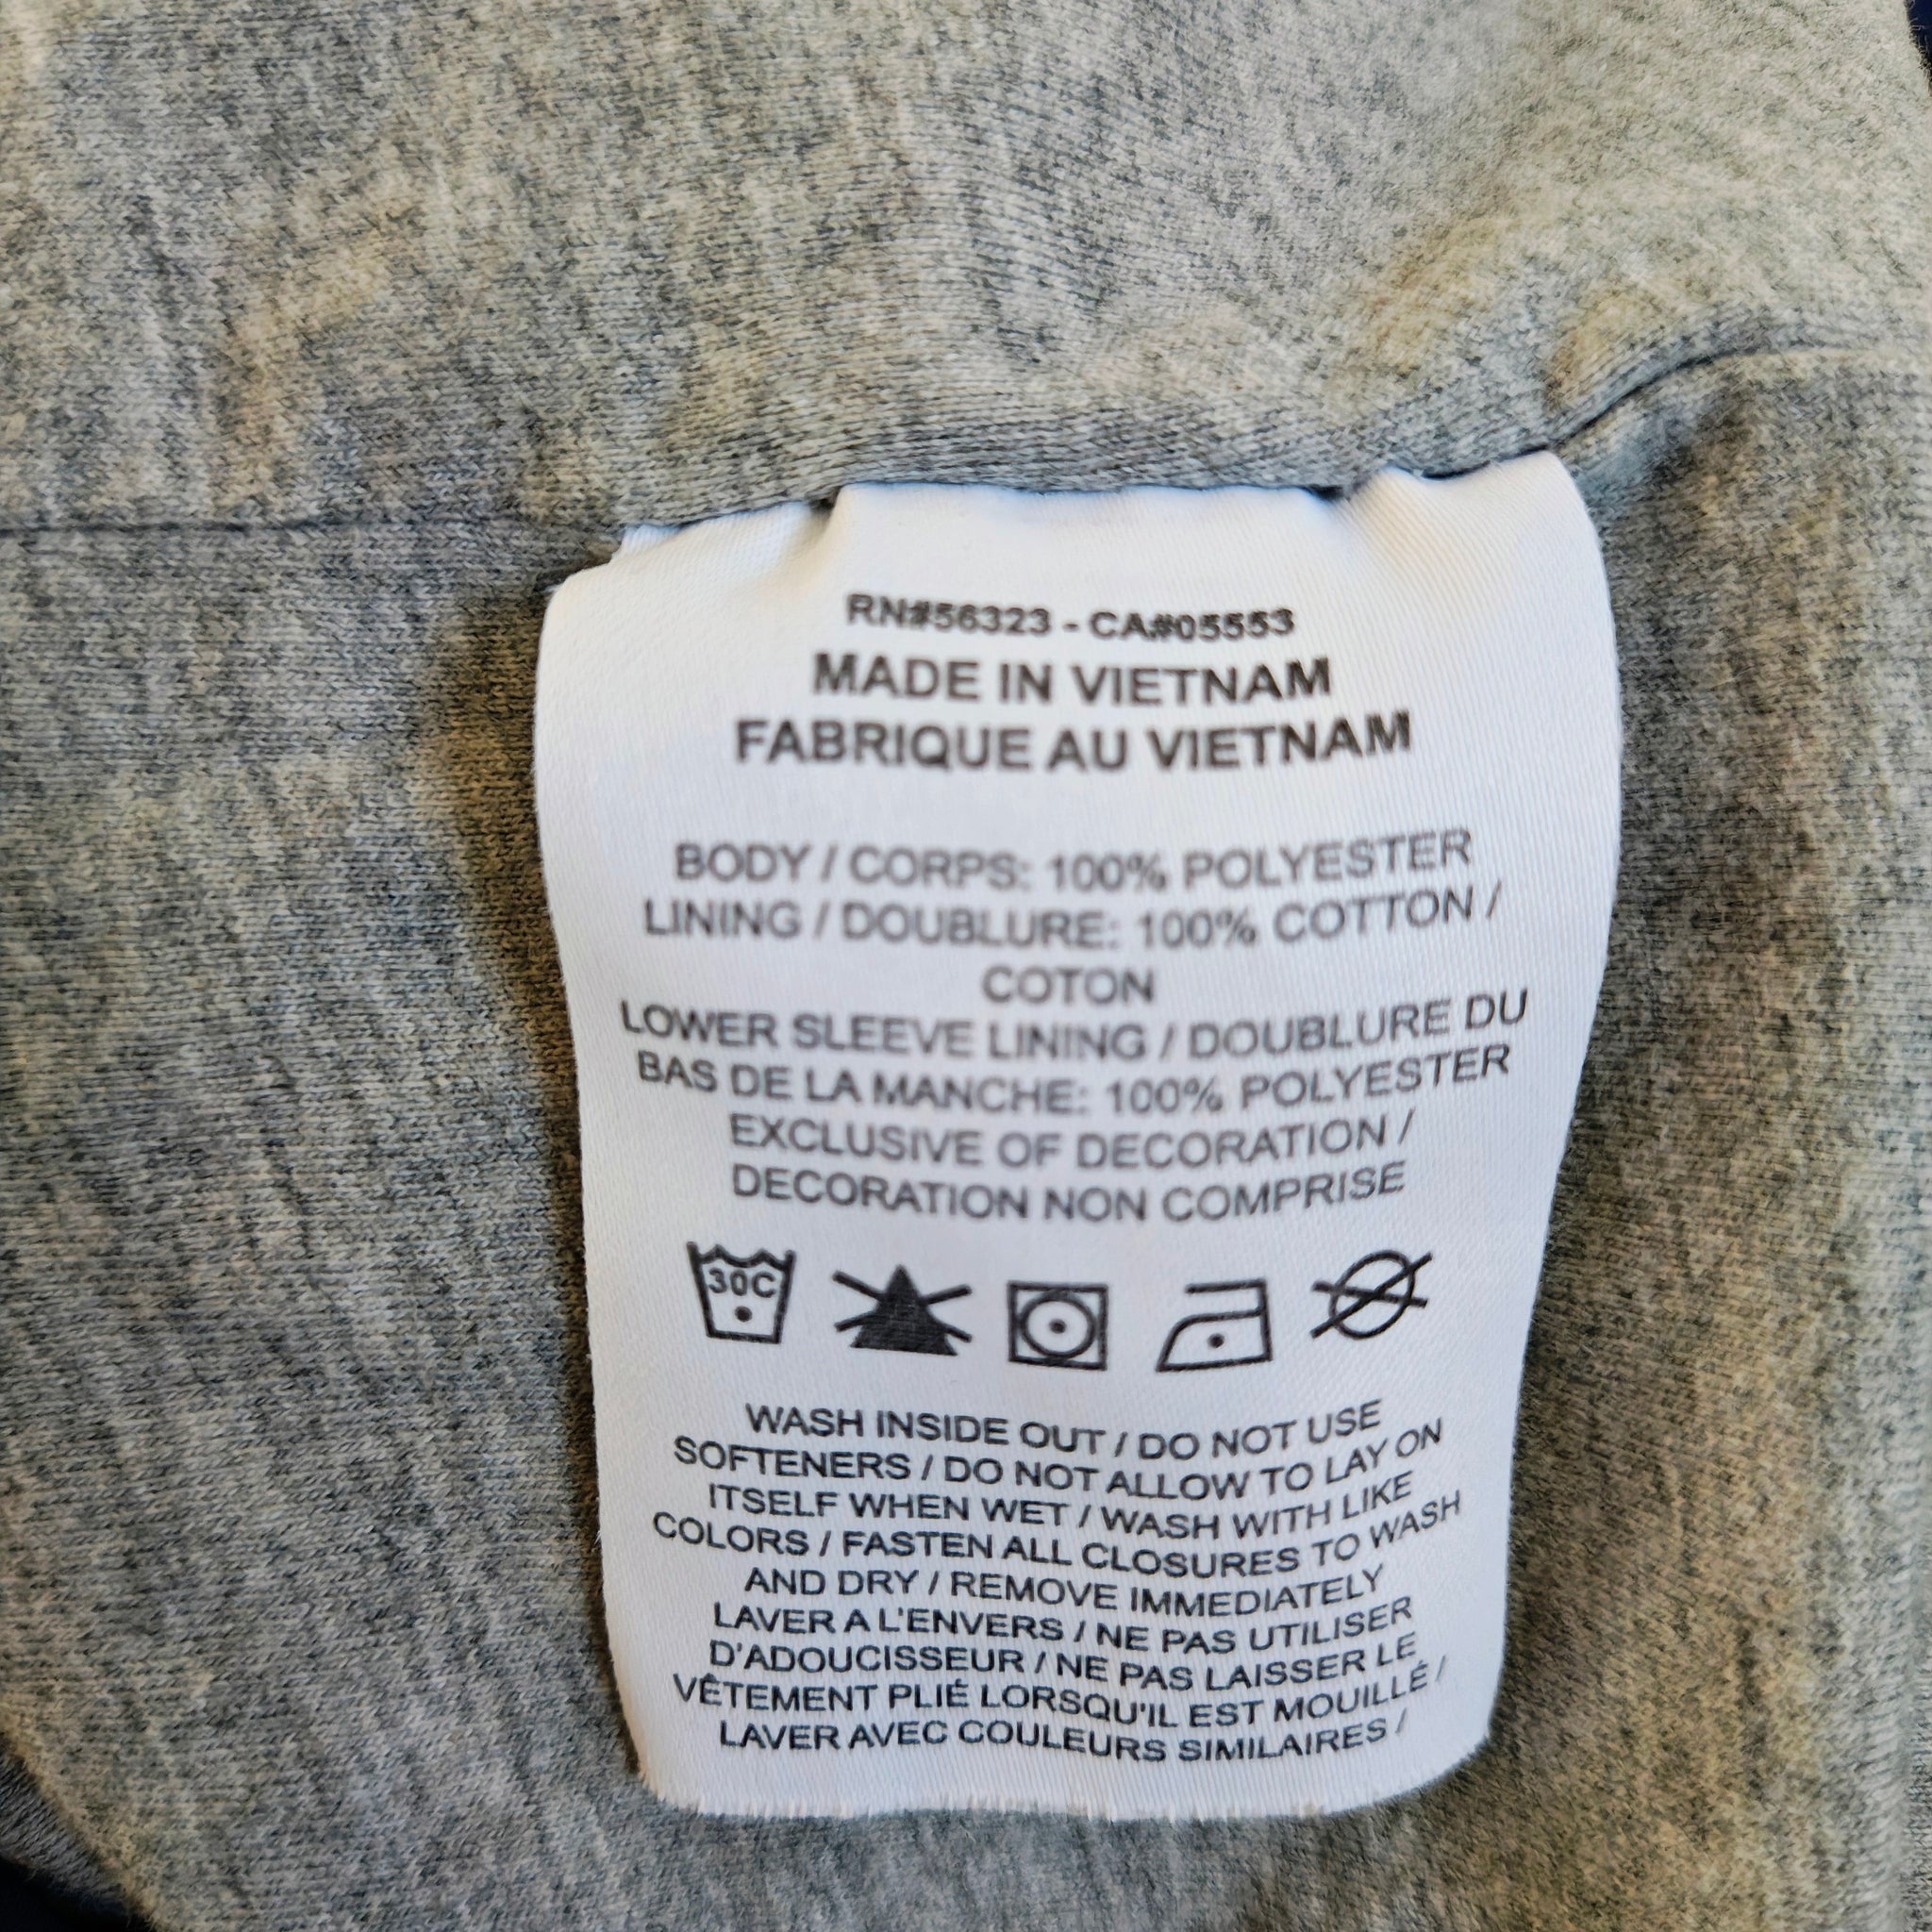 RN#56323 - CA#05553
MADE IN VIETNAM
FABRIQUE AU VIETNAM
BODY / CORPS: 100% POLYESTER
LINING / DOUBLURE: 100% COTTON /
COTON
LOWER SLEEVE LINING / DOUBLURE DU
BAS DE LA MANCHE: 100% POLYESTER
EXCLUSIVE OF DECORATION /
DECORATION NON COMPRISE
30C
WASH INSIDE OUT / DO NOT USE
SOFTENERS / DO NOT ALLOW TO LAY ON
ITSELF WHEN WET / WASH WITH LIKE
COLORS / FASTEN ALL CLOSURES TO WASH
AND DRY / REMOVE IMMEDIATELY
LAVER A L'ENVERS / NE PAS UTILISER
D'ADOUCISSEUR / NE PAS LAISSER LE
VÊTEMENT PLIÉ LORSQU'IL EST MOUILLÉ /
LAVER AVEC COULEURS SIMILAIRES /